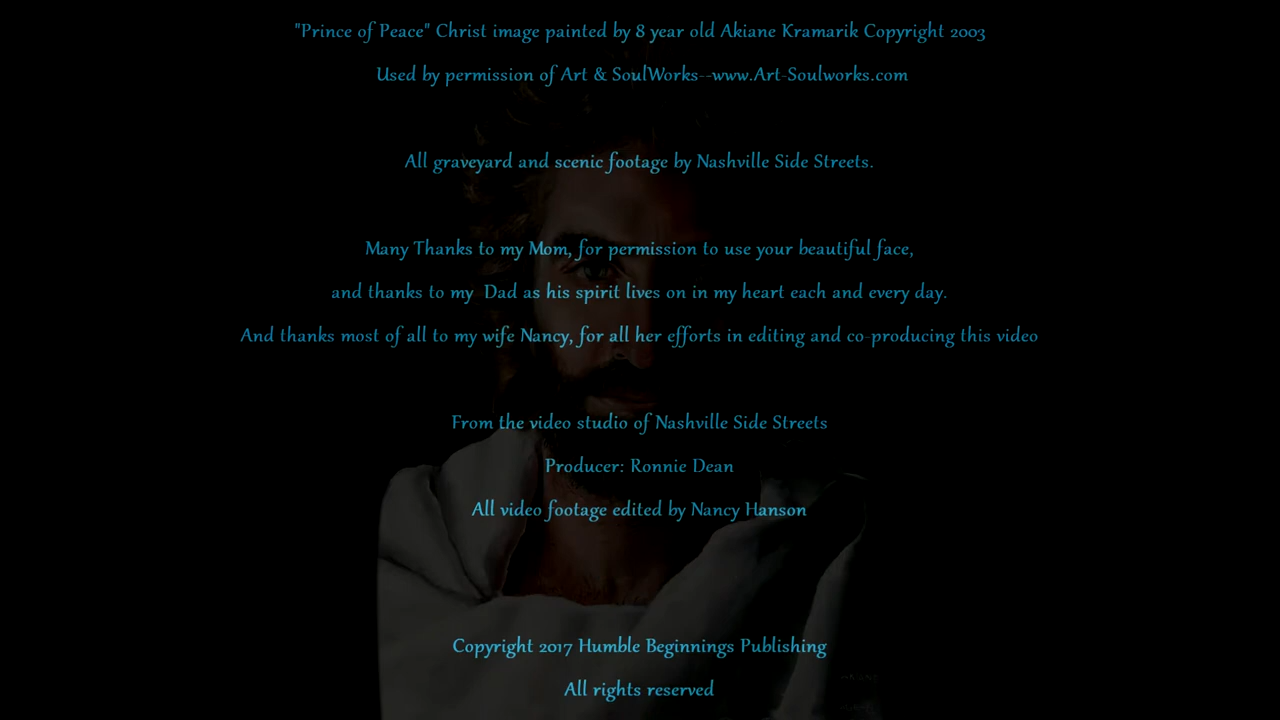 "Prince of Peace" Christ image painted by 8 year old Akiane Kramarik Copyright 2003
Used by permission of Art & SoulWorks--www.Art-Soulworks.com
All graveyard and scenic footage by Nashville Side Streets.
Many Thanks to my Mom, for permission to use your beautiful face,
and thanks to my  Dad as his spirit lives on in my heart each and every day.
And thanks most of all to my wife Nancy, for all her efforts in editing and co-producing this video
From the video studio of Nashville Side Streets
Producer: Ronnie Dean
All video footage edited by Nancy Hanson
Copyright 2017 Humble Beginnings Publishing
All rights reserved